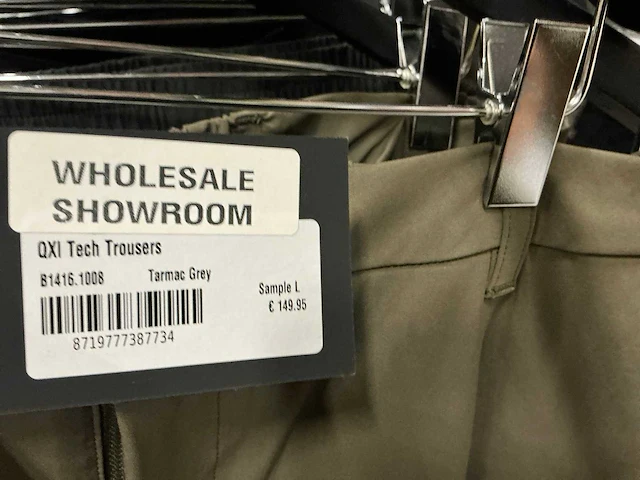 WHOLESALE
SHOWROOM
QXI Tech Trousers
B1416.1008 Tarmac Grey
Sample L
€ 149.95
8719777387734